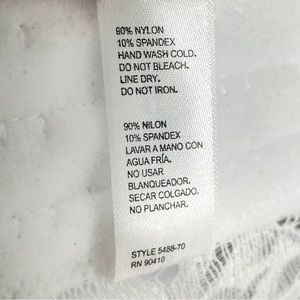 90% NYLON
10% SPANDEX
HAND WASH COLD.
DO NOT BLEACH.
LINE DRY.
DO NOT IRON.
90% NILON
10% SPANDEX
LAVAR A MANO CON
AGUA FRÍA.
NO USAR
BLANQUEADOR.
SECAR COLGADO.
NO PLANCHAR.
STYLE 5488-70
RN 90410